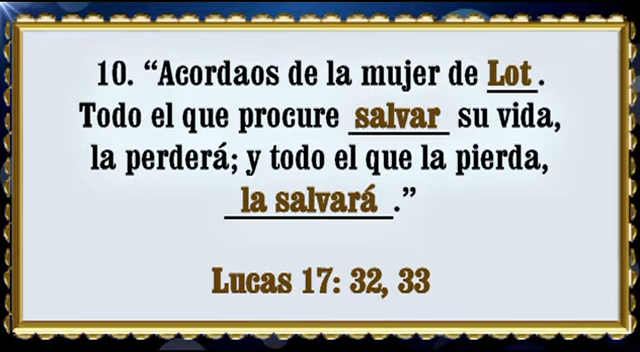 10. “Acordaos de la mujer de Lot.
Todo el que procure salvar su vida,
la perderá; y todo el que la pierda,
la salvará.”
Lucas 17: 32, 33